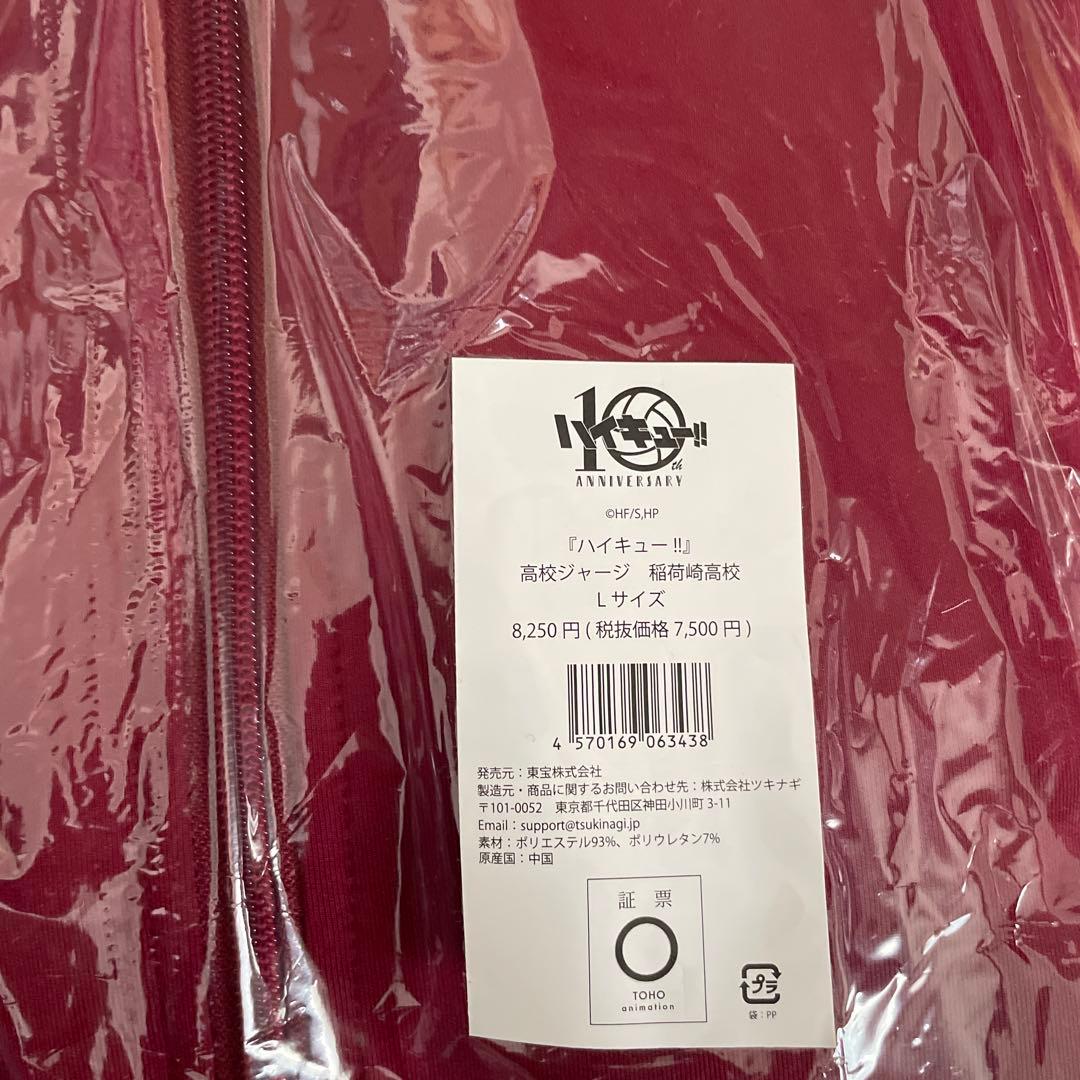 ハイキュー!! 10th
ANNIVERSARY
©HF/S,HP
『ハイキュー!!』
高校ジャージ　稲荷崎高校
Lサイズ
8,250円(税抜価格7,500円)
4 570169 063438
発売元：東宝株式会社
製造元・商品に関するお問い合わせ先：株式会社ツキナギ
〒101-0052　東京都千代田区神田小川町3-11
Email：support@tsukinagi.jp
素材：ポリエステル93%、ポリウレタン7%
原産国：中国
証 票
TOHO
animation
プラ
袋：PP